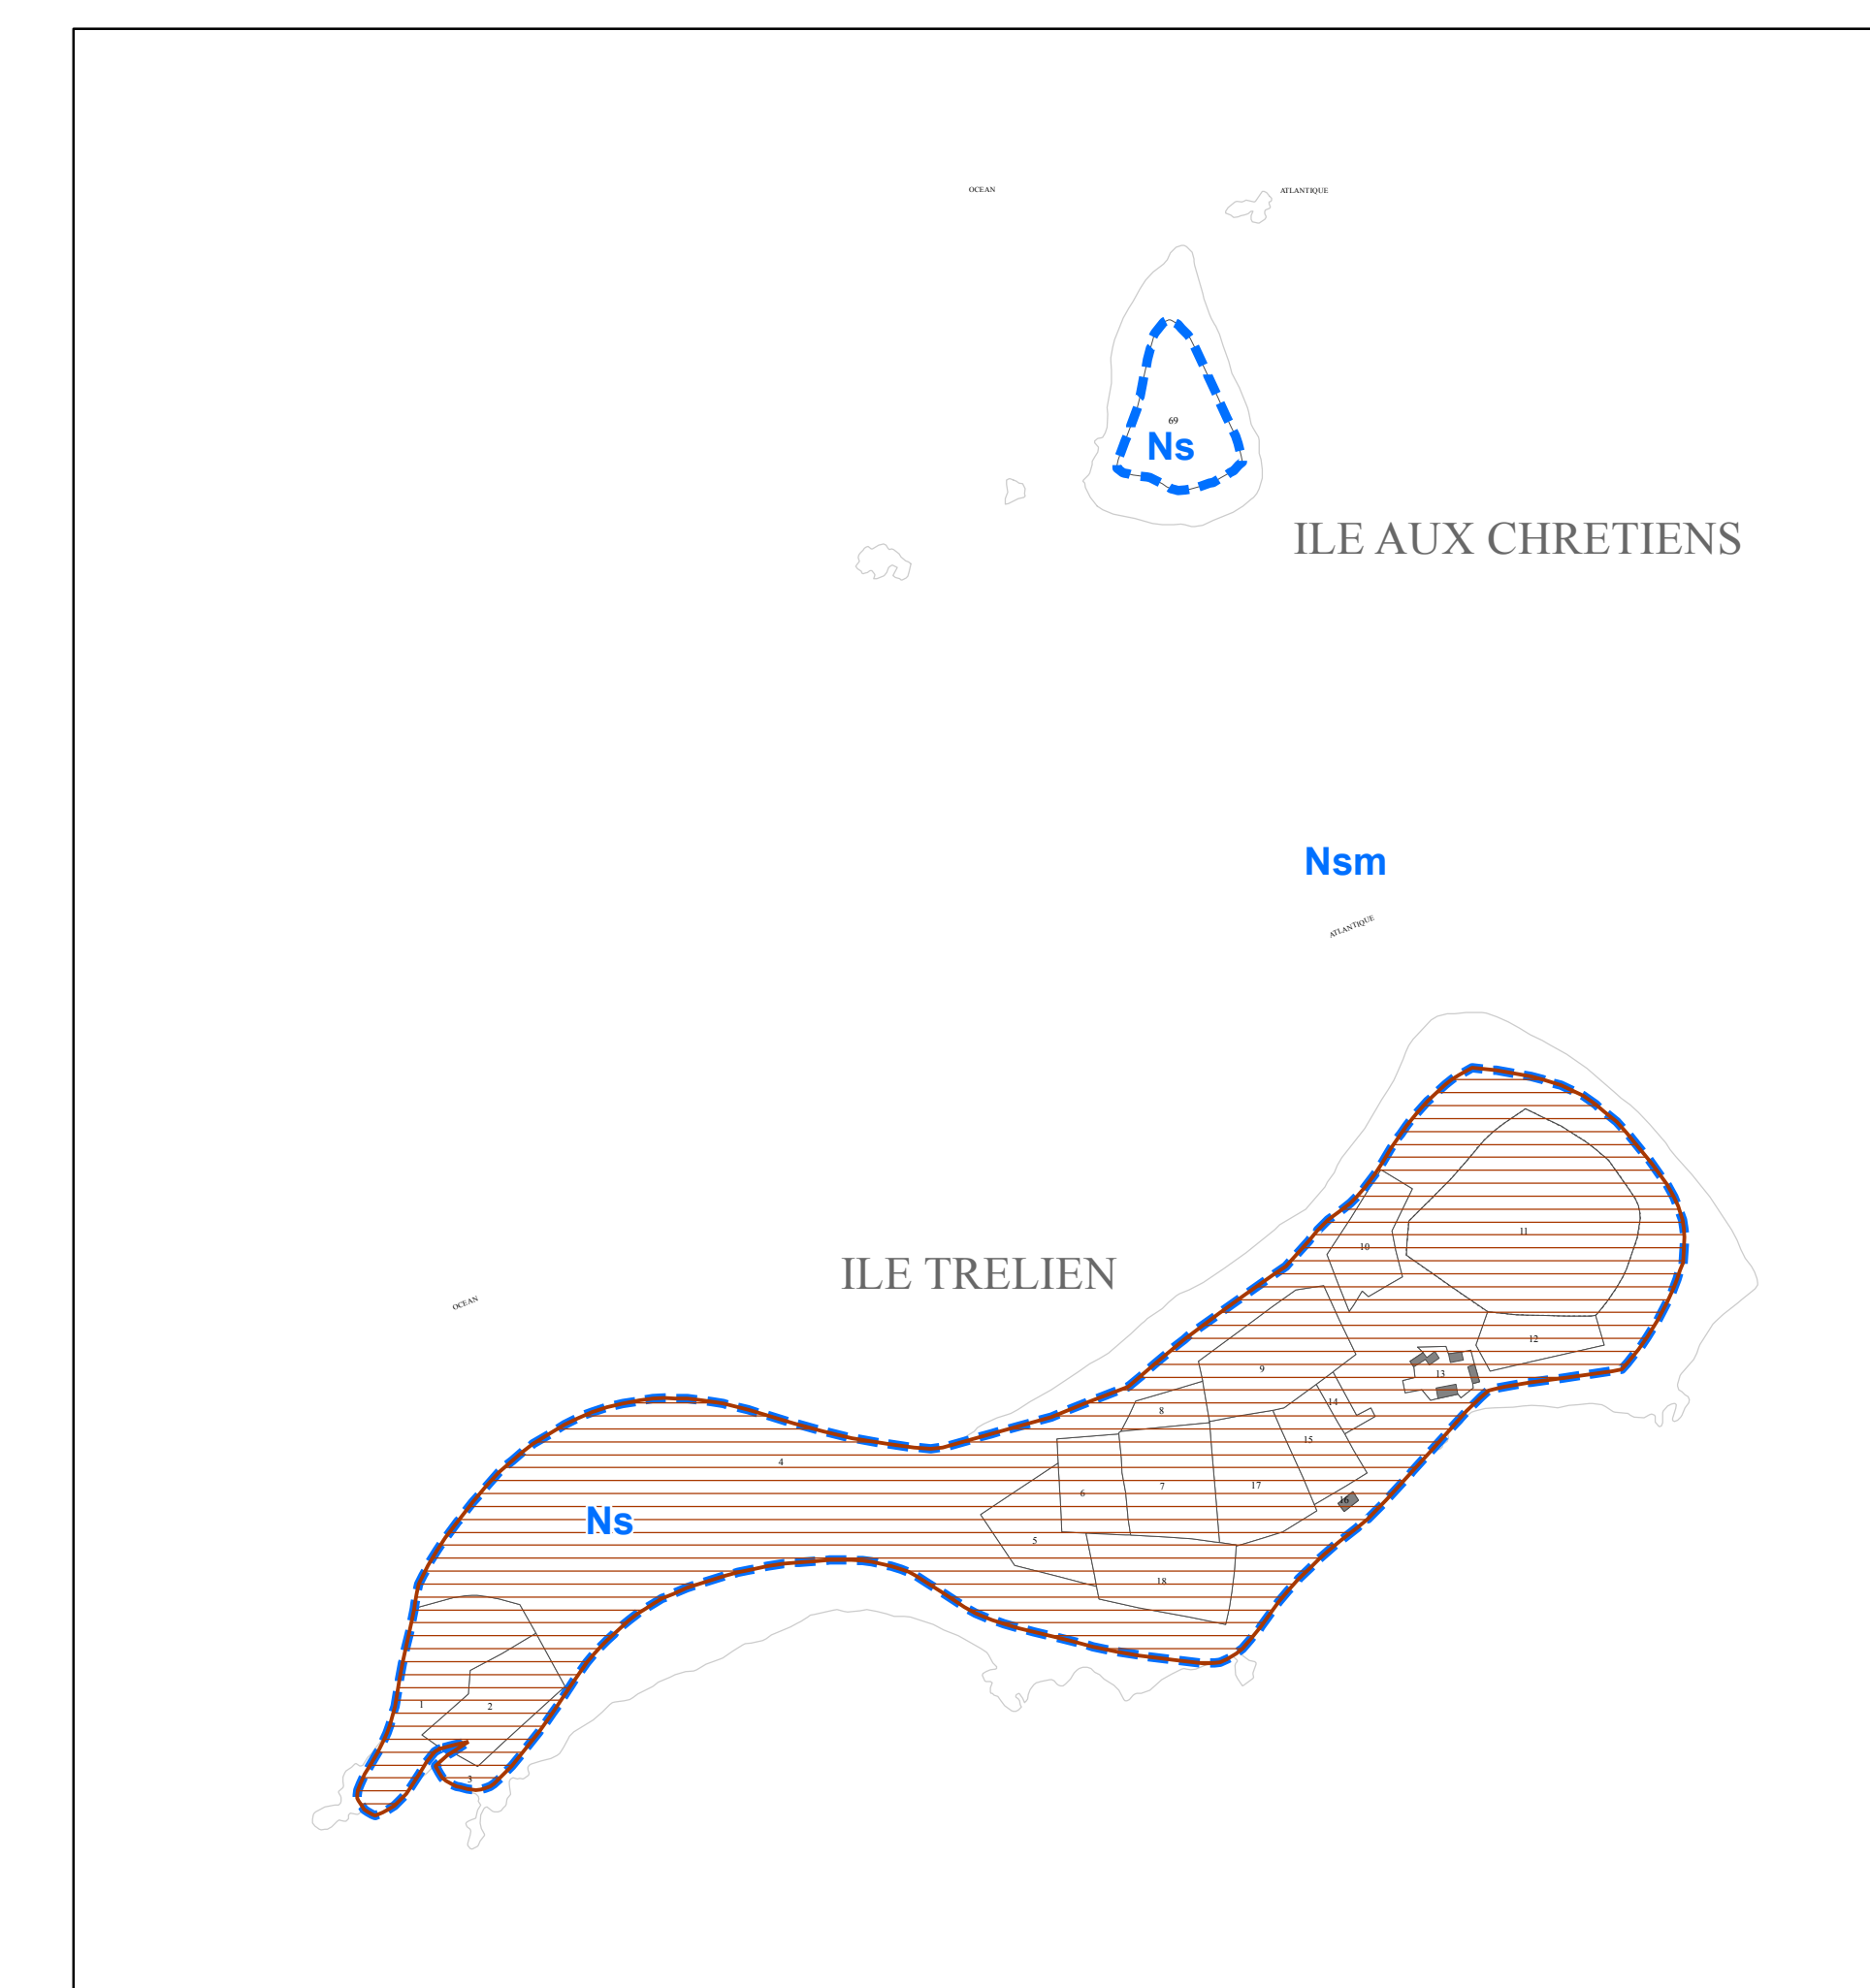 OCEAN
ATLANTIQUE
69
Ns
ILE AUX CHRETIENS
Nsm
ATLANTIQUE
ILE TRELIEN
OCEAN
11
10
12
9
13
14
8
15
4
7
17
6
16
Ns
5
18
1
2
3